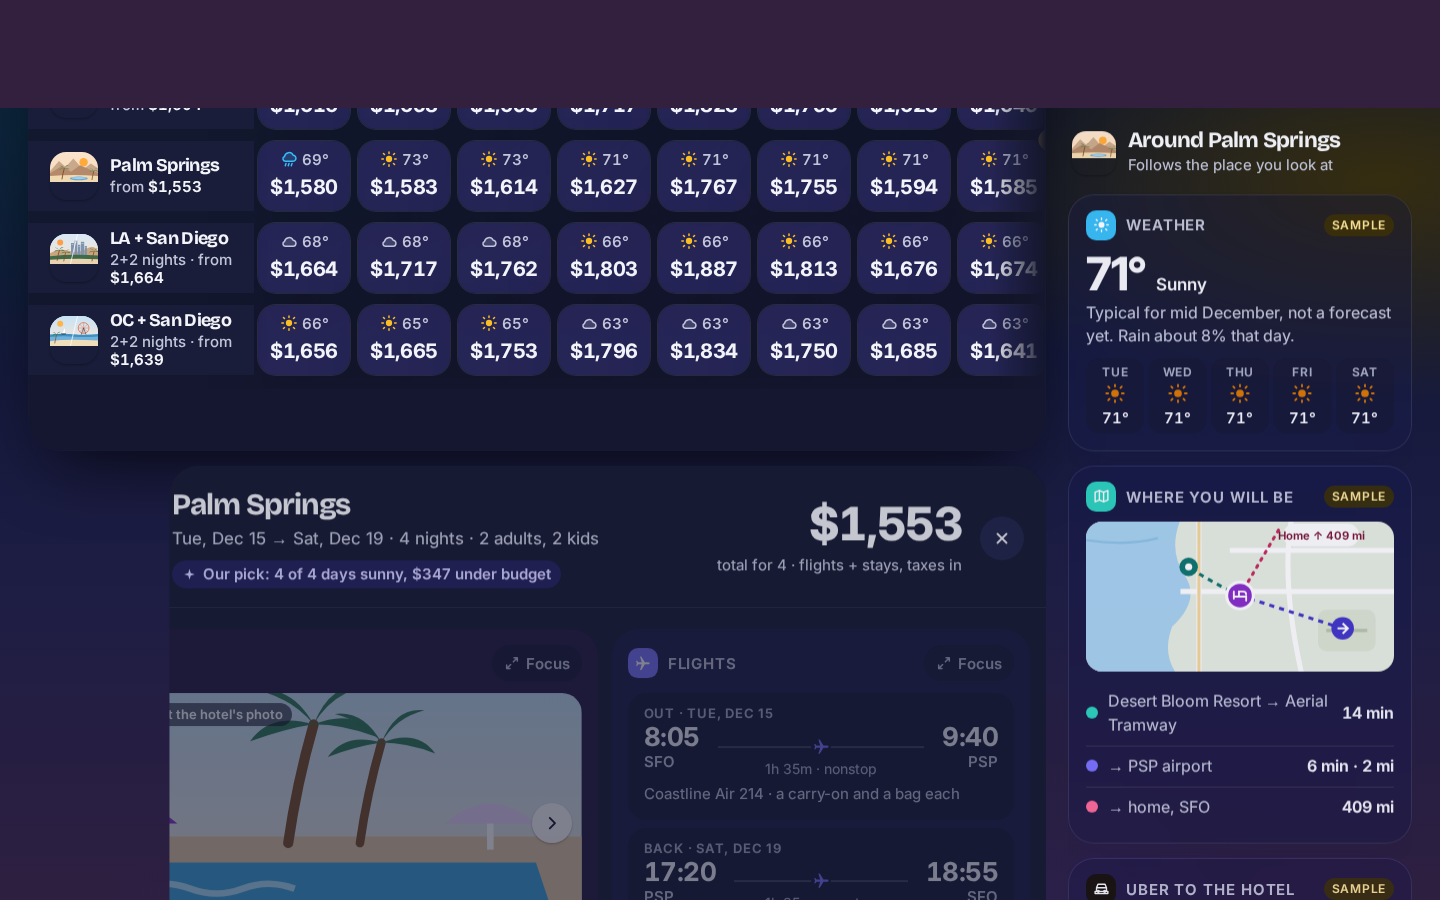 Palm Springs
from $1,553
69° 73° 73° 71° 71° 71° 71° 71°
$1,580 $1,583 $1,614 $1,627 $1,767 $1,755 $1,594 $1,585
LA + San Diego
2+2 nights · from
$1,664
68° 68° 68° 66° 66° 66° 66° 66°
$1,664 $1,717 $1,762 $1,803 $1,887 $1,813 $1,676 $1,674
OC + San Diego
2+2 nights · from
$1,639
66° 65° 65° 63° 63° 63° 63° 63°
$1,656 $1,665 $1,753 $1,796 $1,834 $1,750 $1,685 $1,641
Palm Springs
Tue, Dec 15 → Sat, Dec 19 · 4 nights · 2 adults, 2 kids
Our pick: 4 of 4 days sunny, $347 under budget
$1,553
total for 4 · flights + stays, taxes in
Focus
the hotel's photo
FLIGHTS
Focus
OUT · TUE, DEC 15
8:05 9:40
SFO PSP
1h 35m · nonstop
Coastline Air 214 · a carry-on and a bag each
BACK · SAT, DEC 19
17:20 18:55
PSP SFO
Around Palm Springs
Follows the place you look at
WEATHER
SAMPLE
71° Sunny
Typical for mid December, not a forecast
yet. Rain about 8% that day.
TUE WED THU FRI SAT
71° 71° 71° 71° 71°
WHERE YOU WILL BE
SAMPLE
Home ↑ 409 mi
Desert Bloom Resort → Aerial
Tramway
14 min
→ PSP airport 6 min · 2 mi
→ home, SFO 409 mi
UBER TO THE HOTEL
SAMPLE